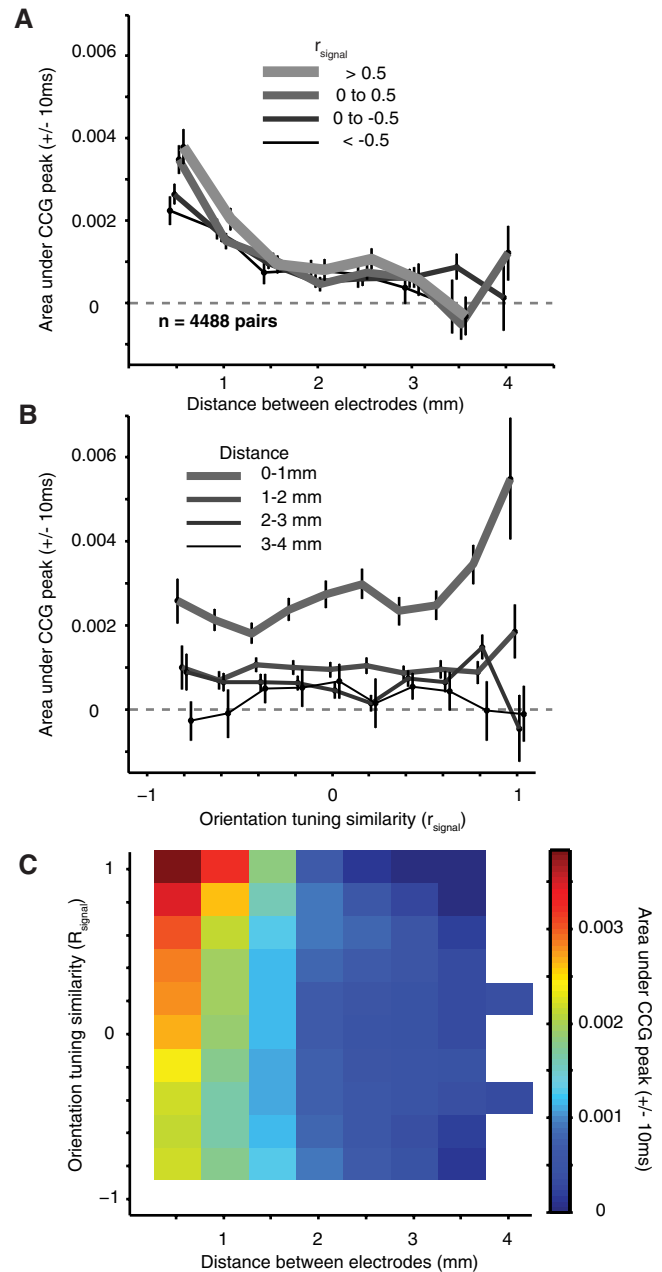 A
Area under CCG peak (+/- 10ms)
0.006
0.004
0.002
0
r_signal
> 0.5
0 to 0.5
0 to -0.5
< -0.5
n = 4488 pairs
1 2 3 4
Distance between electrodes (mm)
B
Area under CCG peak (+/- 10ms)
0.006
0.004
0.002
0
Distance
0-1mm
1-2 mm
2-3 mm
3-4 mm
−1 0 1
Orientation tuning similarity (r_signal)
C
Orientation tuning similarity (R_signal)
1
0
−1
1 2 3 4
Distance between electrodes (mm)
0.003
0.002
0.001
0
Area under CCG peak (+/- 10ms)